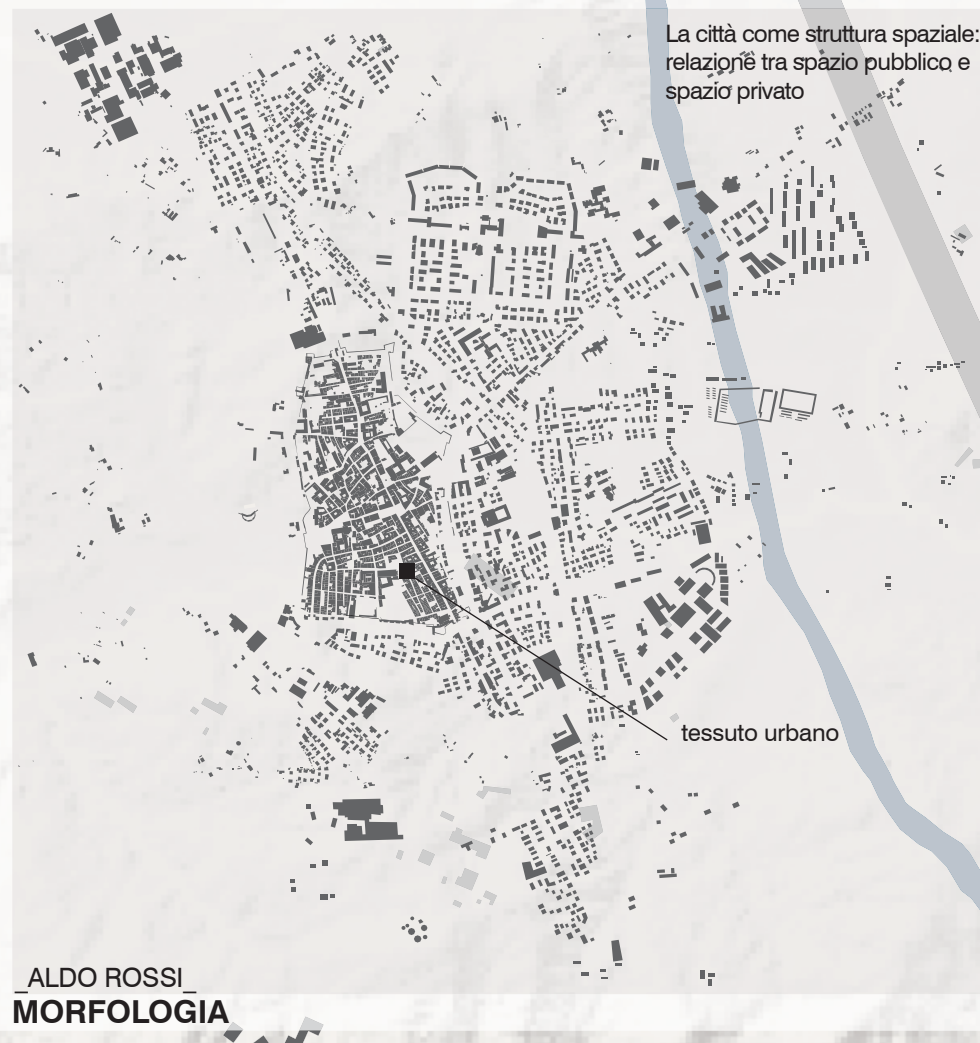 La città come struttura spaziale:
relazione tra spazio pubblico e
spazio privato
tessuto urbano
_ALDO ROSSI_
MORFOLOGIA